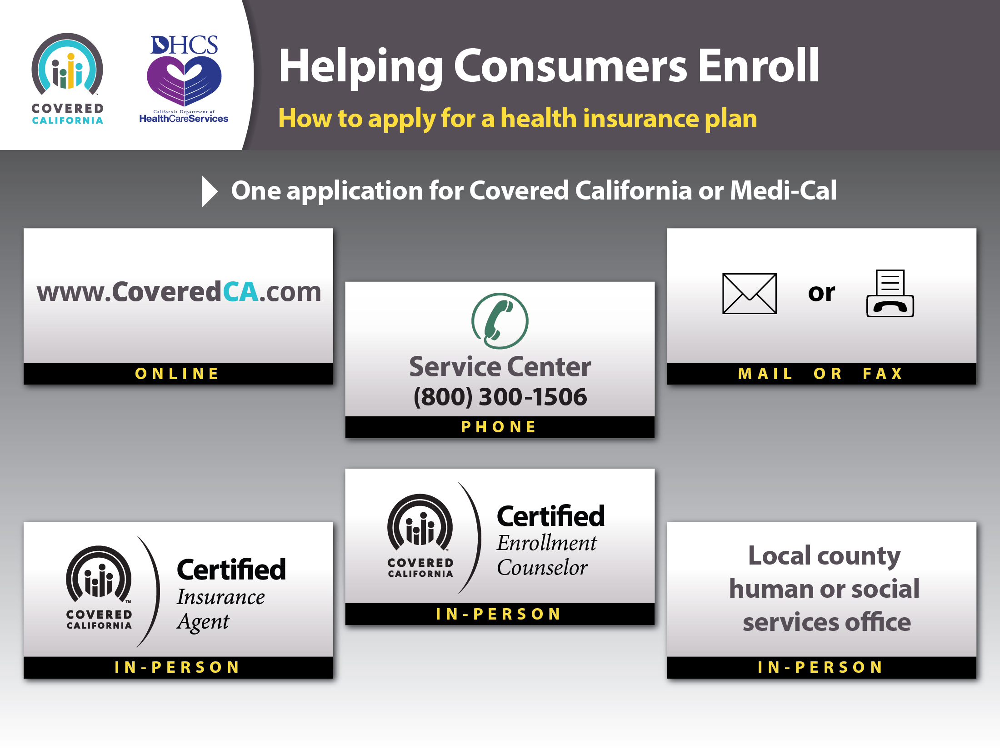 COVERED
CALIFORNIA
™
DHCS
California Department of
HealthCareServices
Helping Consumers Enroll
How to apply for a health insurance plan
One application for Covered California or Medi-Cal
www.CoveredCA.com
ONLINE
Service Center
(800) 300-1506
PHONE
or
MAIL OR FAX
COVERED
CALIFORNIA
™
Certified
Insurance
Agent
IN-PERSON
COVERED
CALIFORNIA
™
Certified
Enrollment
Counselor
IN-PERSON
Local county
human or social
services office
IN-PERSON